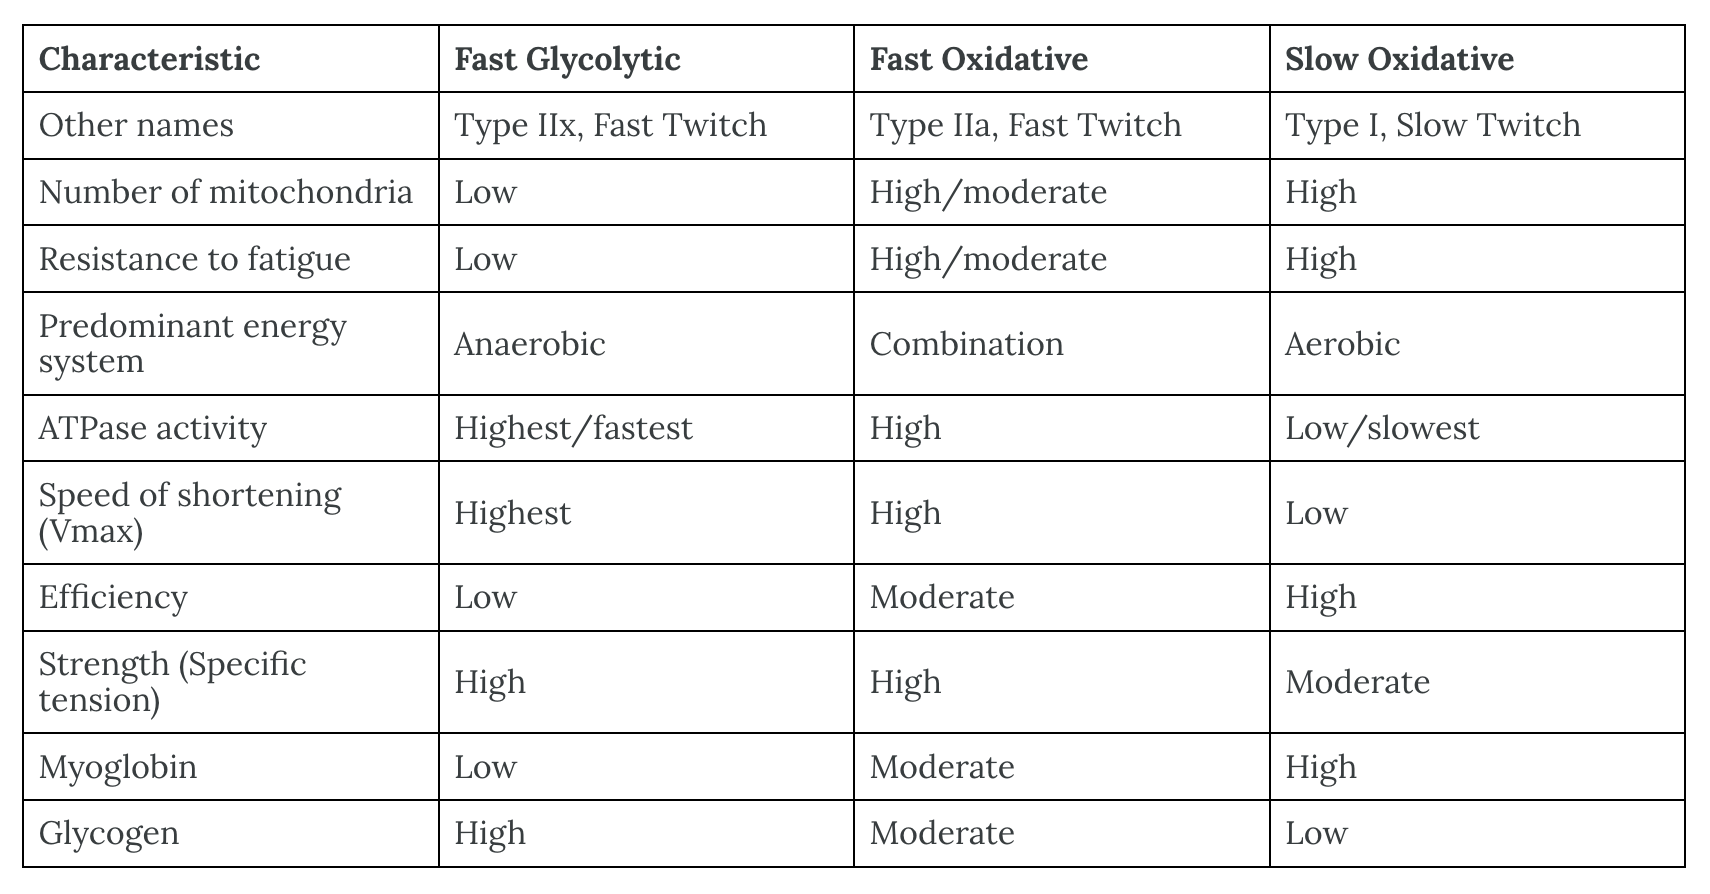 Characteristic Fast Glycolytic Fast Oxidative Slow Oxidative
Other names Type IIx, Fast Twitch Type IIa, Fast Twitch Type I, Slow Twitch
Number of mitochondria Low High/moderate High
Resistance to fatigue Low High/moderate High
Predominant energy
system Anaerobic Combination Aerobic
ATPase activity Highest/fastest High Low/slowest
Speed of shortening
(Vmax) Highest High Low
Efficiency Low Moderate High
Strength (Specific
tension) High High Moderate
Myoglobin Low Moderate High
Glycogen High Moderate Low